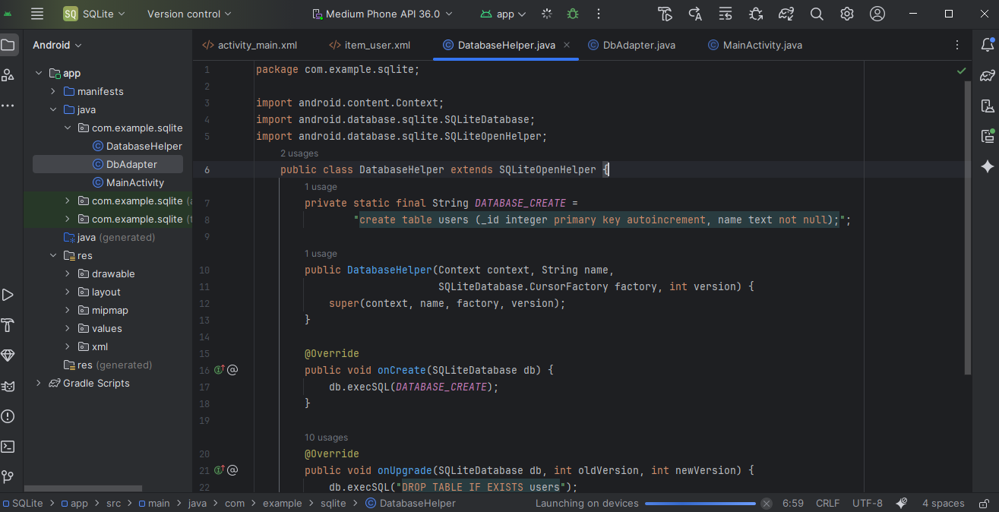 SQ SQLite Version control Medium Phone API 36.0 app
Android
activity_main.xml item_user.xml DatabaseHelper.java DbAdapter.java MainActivity.java
app
manifests
java
com.example.sqlite
DatabaseHelper
DbAdapter
MainActivity
com.example.sqlite (a
com.example.sqlite (t
java (generated)
res
drawable
layout
mipmap
values
xml
res (generated)
Gradle Scripts
1 package com.example.sqlite;
2
3 import android.content.Context;
4 import android.database.sqlite.SQLiteDatabase;
5 import android.database.sqlite.SQLiteOpenHelper;
2 usages
6 public class DatabaseHelper extends SQLiteOpenHelper {
1 usage
7 private static final String DATABASE_CREATE =
8 "create table users (_id integer primary key autoincrement, name text not null);";
9
1 usage
10 public DatabaseHelper(Context context, String name,
11 SQLiteDatabase.CursorFactory factory, int version) {
12 super(context, name, factory, version);
13 }
14
15 @Override
16 public void onCreate(SQLiteDatabase db) {
17 db.execSQL(DATABASE_CREATE);
18 }
19
10 usages
20 @Override
21 public void onUpgrade(SQLiteDatabase db, int oldVersion, int newVersion) {
22 db.execSQL("DROP TABLE IF EXISTS users");
SQLite > app > src > main > java > com > example > sqlite > DatabaseHelper Launching on devices 6:59 CRLF UTF-8 4 spaces